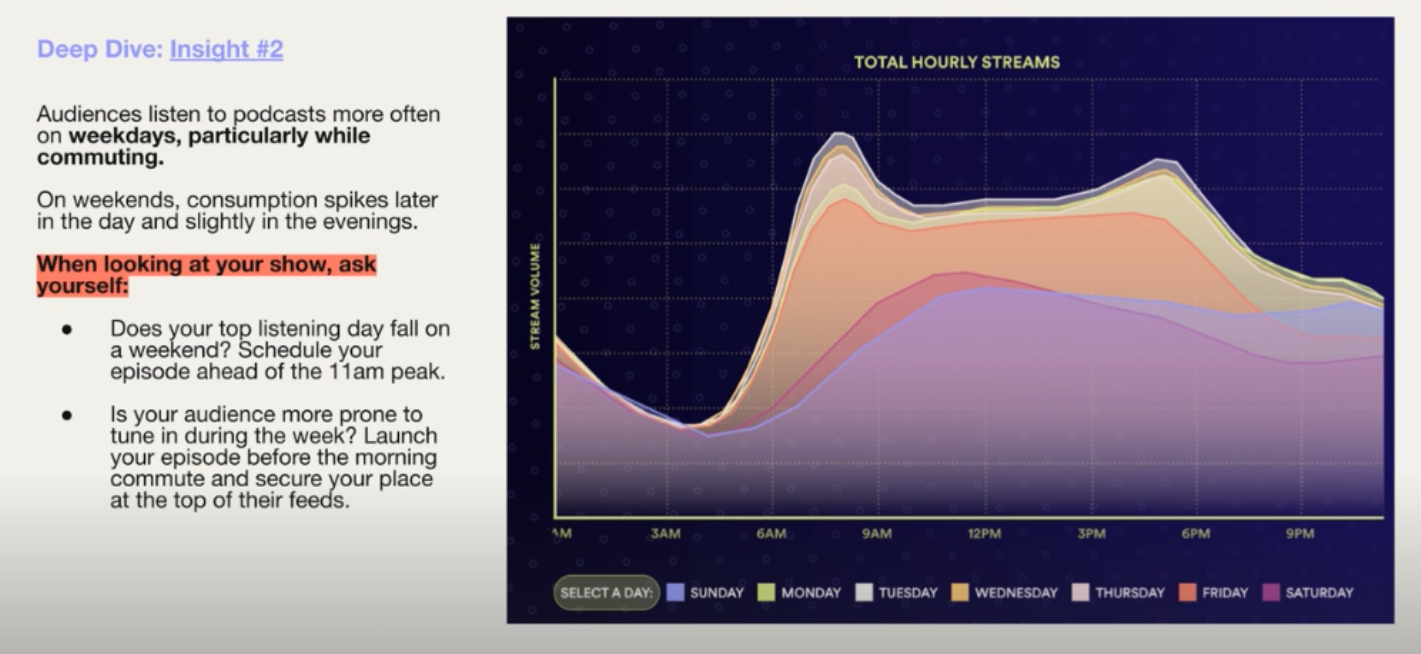 Deep Dive: Insight #2
Audiences listen to podcasts more often
on weekdays, particularly while
commuting.
On weekends, consumption spikes later
in the day and slightly in the evenings.
When looking at your show, ask
yourself:
● Does your top listening day fall on
a weekend? Schedule your
episode ahead of the 11am peak.
● Is your audience more prone to
tune in during the week? Launch
your episode before the morning
commute and secure your place
at the top of their feeds.
TOTAL HOURLY STREAMS
STREAM VOLUME
AM 3AM 6AM 9AM 12PM 3PM 6PM 9PM
SELECT A DAY: SUNDAY MONDAY TUESDAY WEDNESDAY THURSDAY FRIDAY SATURDAY